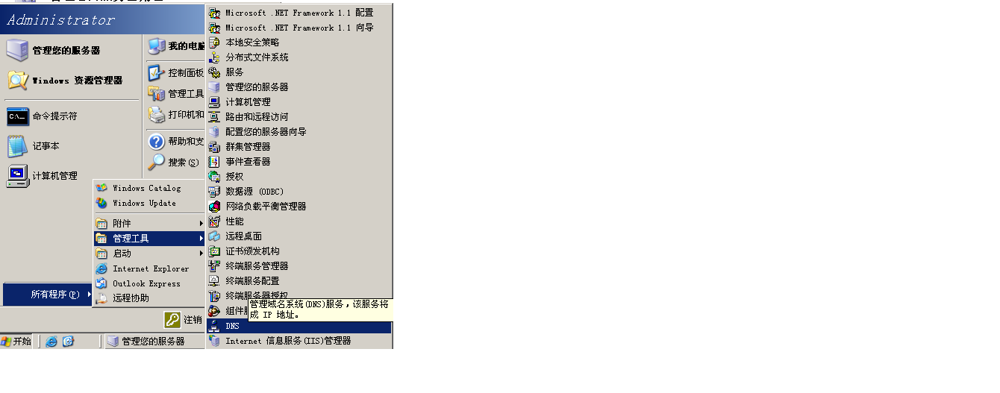 Administrator
管理您的服务器
Windows 资源管理器
命令提示符
记事本
计算机管理
所有程序(P)
我的电脑
控制面板
管理工具
打印机和
帮助和支
搜索(S)
Windows Catalog
Windows Update
附件
管理工具
启动
Internet Explorer
Outlook Express
远程协助
Microsoft .NET Framework 1.1 配置
Microsoft .NET Framework 1.1 向导
本地安全策略
分布式文件系统
服务
管理您的服务器
计算机管理
路由和远程访问
配置您的服务器向导
群集管理器
事件查看器
授权
数据源 (ODBC)
网络负载平衡管理器
性能
远程桌面
证书颁发机构
终端服务管理器
终端服务配置
终端服务器授权
组件
管理域名系统(DNS)服务，该服务将
成 IP 地址。
DNS
Internet 信息服务(IIS)管理器
注销
开始
管理您的服务器